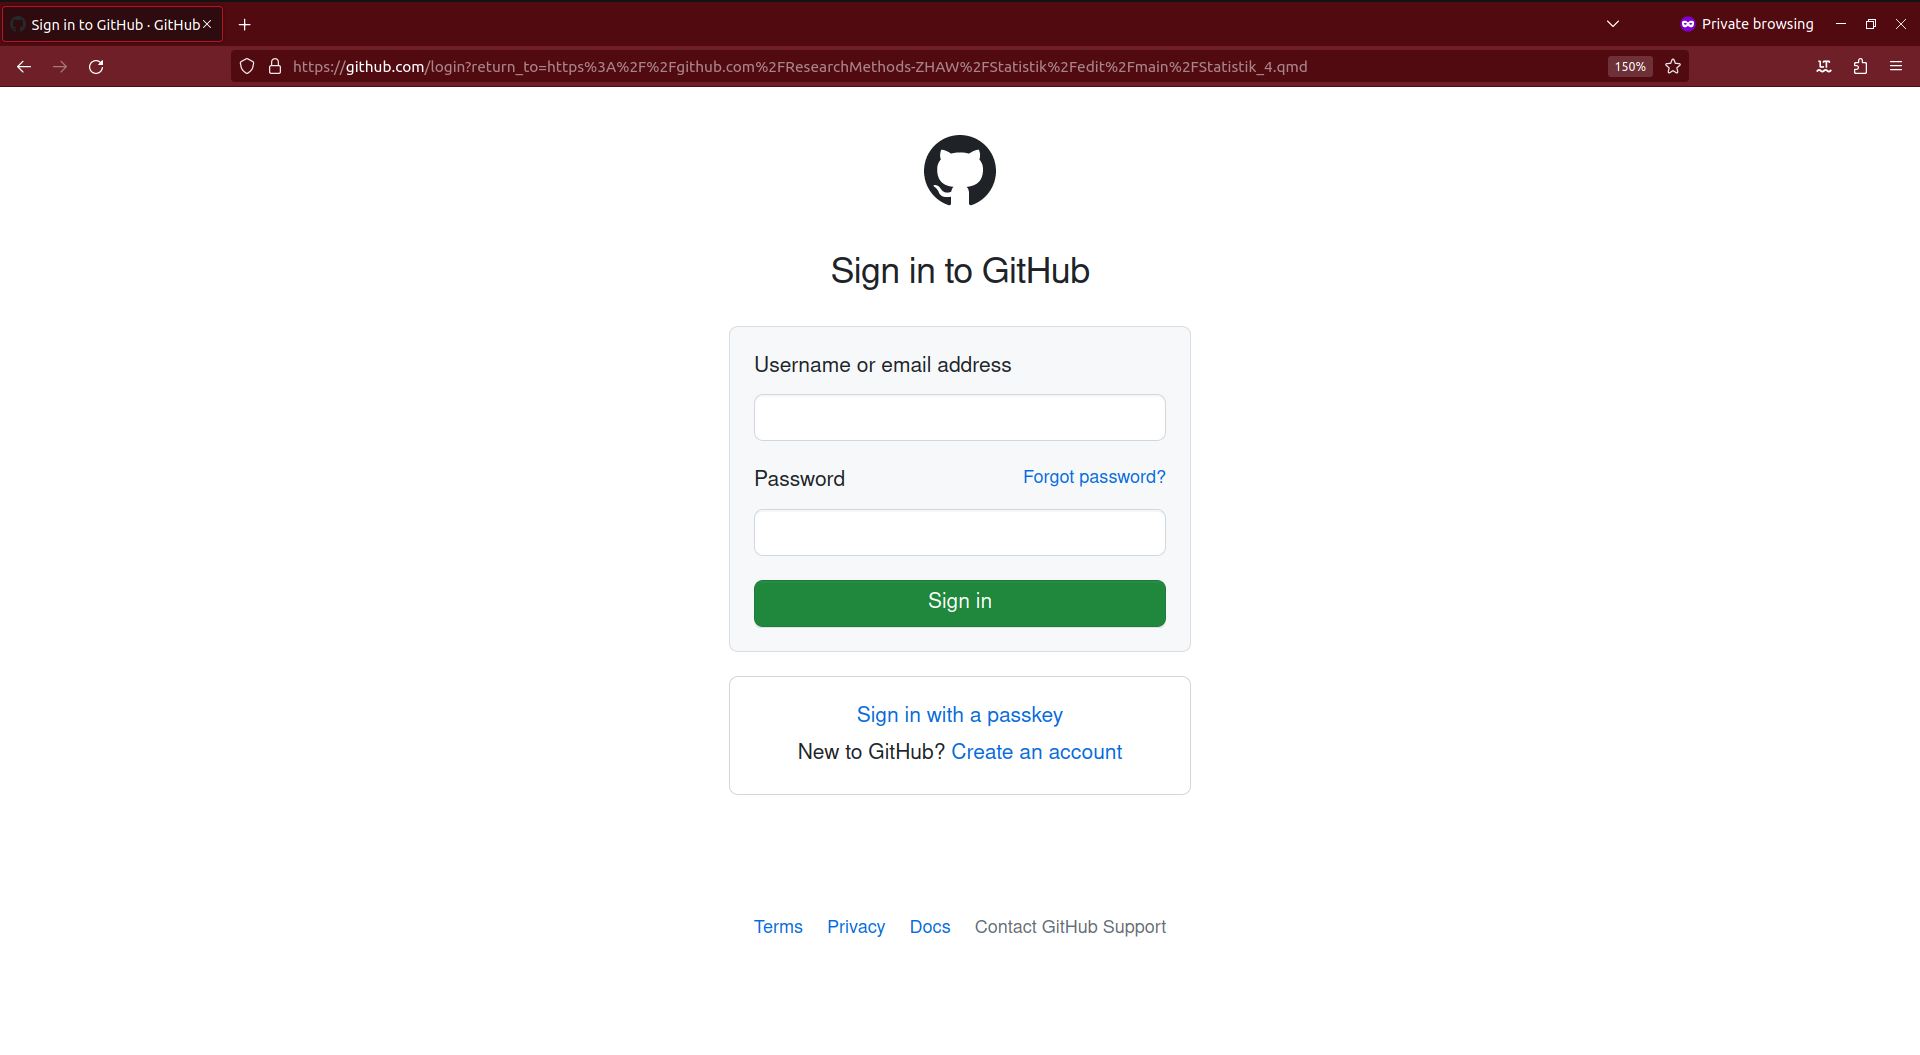 Sign in to GitHub · GitHub
Private browsing
https://github.com/login?return_to=https%3A%2F%2Fgithub.com%2FResearchMethods-ZHAW%2FStatistik%2Fedit%2Fmain%2FStatistik_4.qmd
150%
Sign in to GitHub
Username or email address
Password
Forgot password?
Sign in
Sign in with a passkey
New to GitHub? Create an account
Terms Privacy Docs Contact GitHub Support